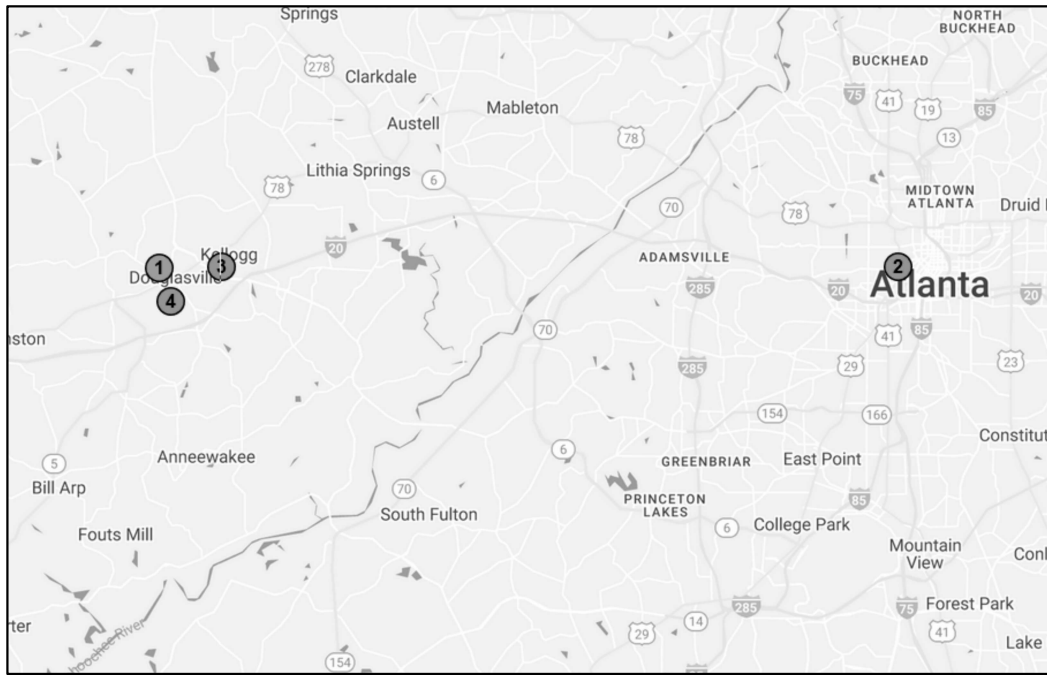 Springs
NORTH
BUCKHEAD
278
Clarkdale
BUCKHEAD
75
41
19
85
Mableton
Austell
13
78
Lithia Springs
6
78
MIDTOWN
ATLANTA
Druid
70
78
20
Kellogg
ADAMSVILLE
1
3
2
Douglasville
Atlanta
4
285
20
20
70
85
41
nston
285
29
23
154
166
Constitut
6
Anneewakee
GREENBRIAR
East Point
5
Bill Arp
70
PRINCETON
LAKES
85
South Fulton
6
College Park
Fouts Mill
Mountain
View
Conl
285
75
Forest Park
rter
14
29
41
Lake
hoochee River
154